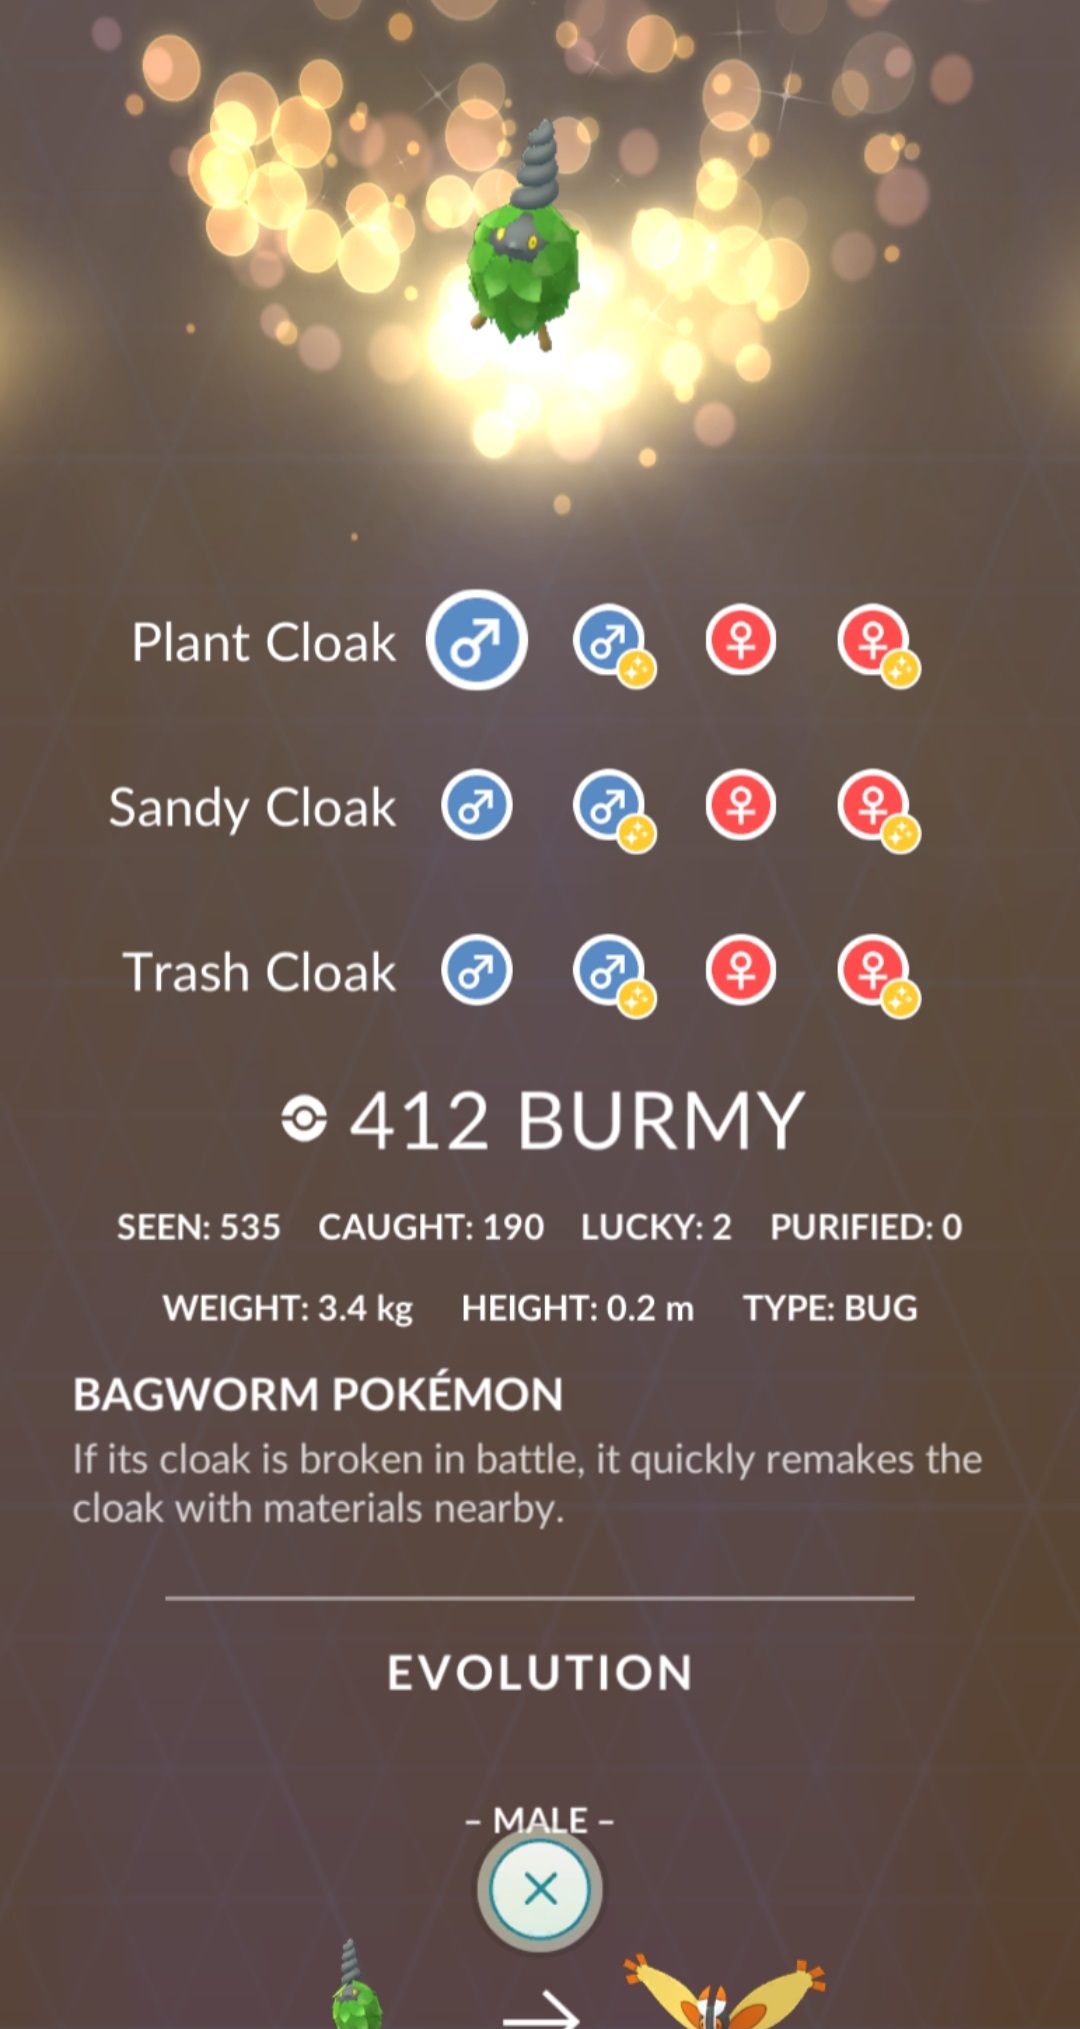 Plant Cloak
Sandy Cloak
Trash Cloak
412 BURMY
SEEN: 535 CAUGHT: 190 LUCKY: 2 PURIFIED: 0
WEIGHT: 3.4 kg HEIGHT: 0.2 m TYPE: BUG
BAGWORM POKÉMON
If its cloak is broken in battle, it quickly remakes the
cloak with materials nearby.
EVOLUTION
– MALE –